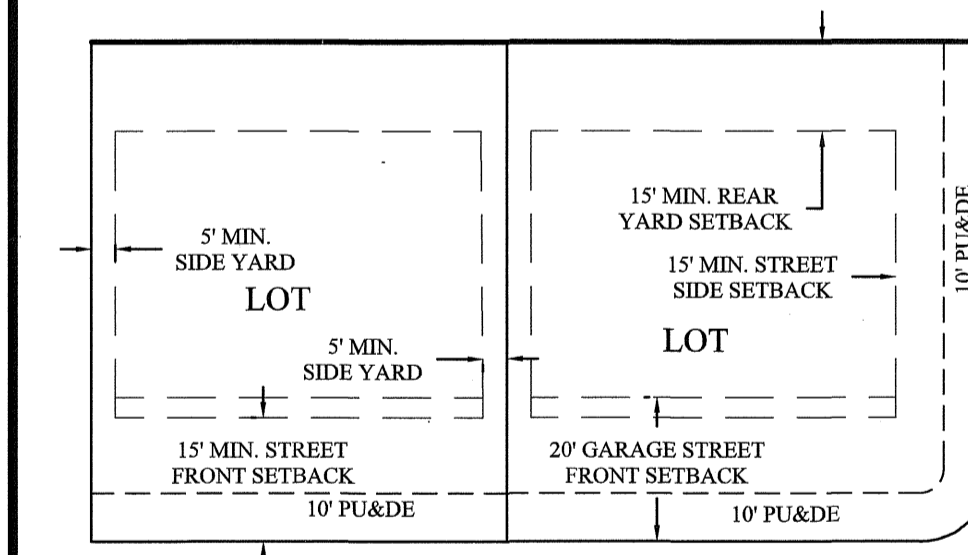 15' MIN. REAR
YARD SETBACK
5' MIN.
SIDE YARD
15' MIN. STREET
SIDE SETBACK
LOT
LOT
5' MIN.
SIDE YARD
15' MIN. STREET
FRONT SETBACK
20' GARAGE STREET
FRONT SETBACK
10' PU&DE
10' PU&DE
10' PU&DE